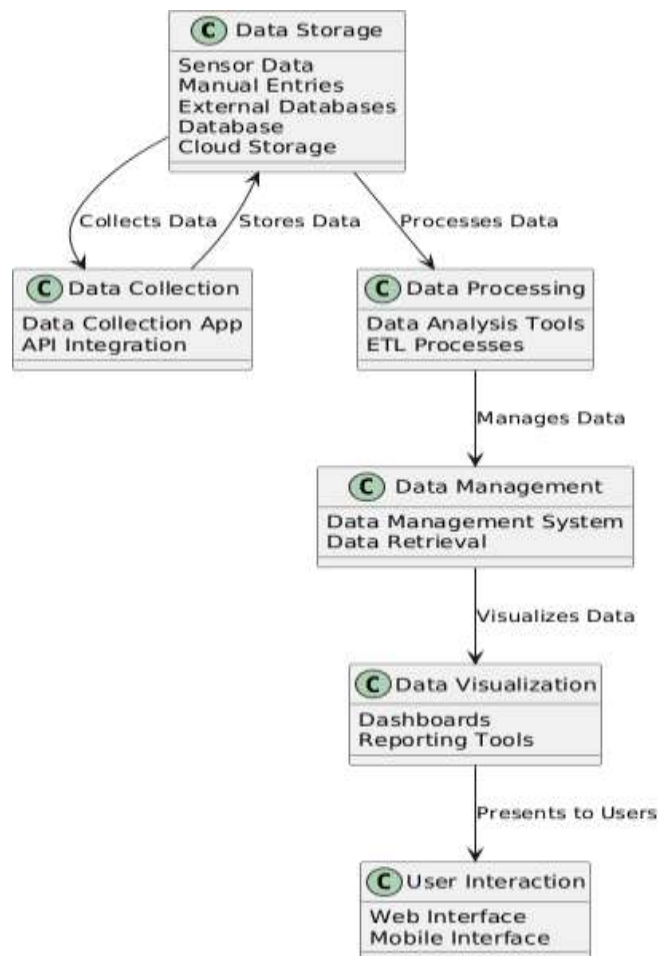 C Data Storage
Sensor Data
Manual Entries
External Databases
Database
Cloud Storage
Collects Data
Stores Data
Processes Data
C Data Collection
Data Collection App
API Integration
C Data Processing
Data Analysis Tools
ETL Processes
Manages Data
C Data Management
Data Management System
Data Retrieval
Visualizes Data
C Data Visualization
Dashboards
Reporting Tools
Presents to Users
C User Interaction
Web Interface
Mobile Interface